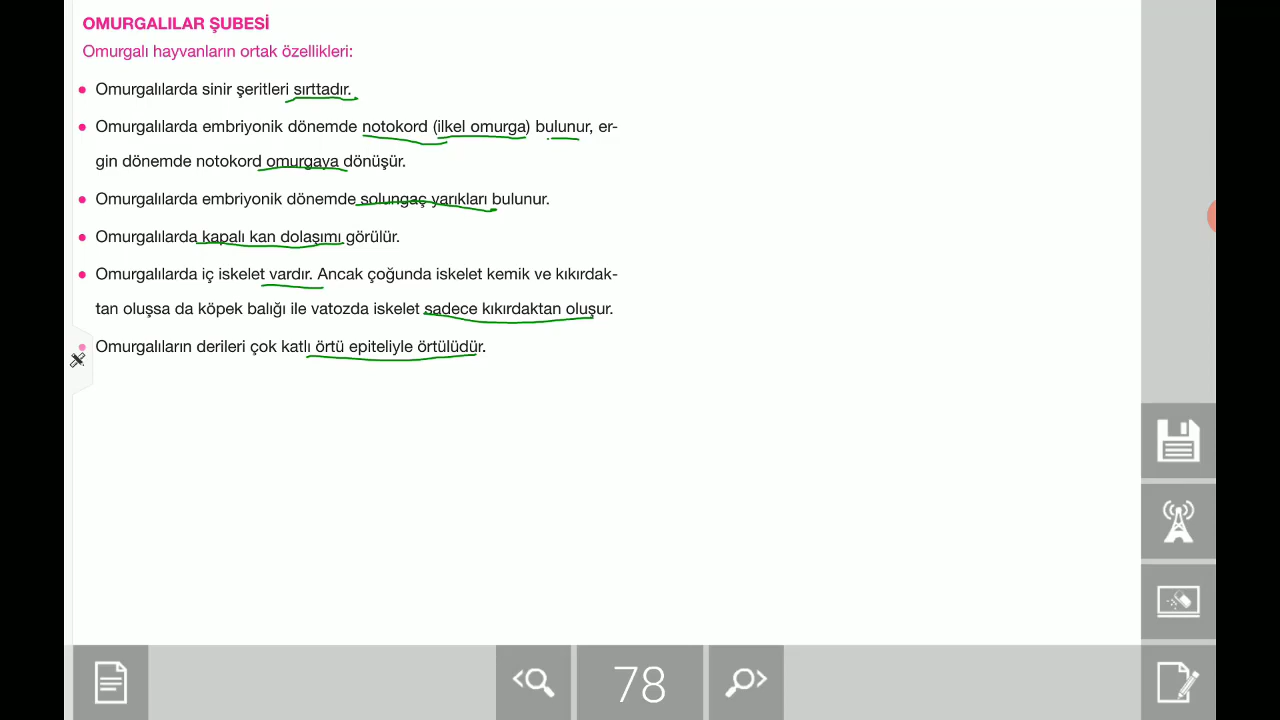 OMURGALILAR ŞUBESİ
Omurgalı hayvanların ortak özellikleri:
• Omurgalılarda sinir şeritleri sırttadır.
• Omurgalılarda embriyonik dönemde notokord (ilkel omurga) bulunur, er-
gin dönemde notokord omurgaya dönüşür.
• Omurgalılarda embriyonik dönemde solungaç yarıkları bulunur.
• Omurgalılarda kapalı kan dolaşımı görülür.
• Omurgalılarda iç iskelet vardır. Ancak çoğunda iskelet kemik ve kıkırdak-
tan oluşsa da köpek balığı ile vatozda iskelet sadece kıkırdaktan oluşur.
• Omurgalıların derileri çok katlı örtü epiteliyle örtülüdür.
78